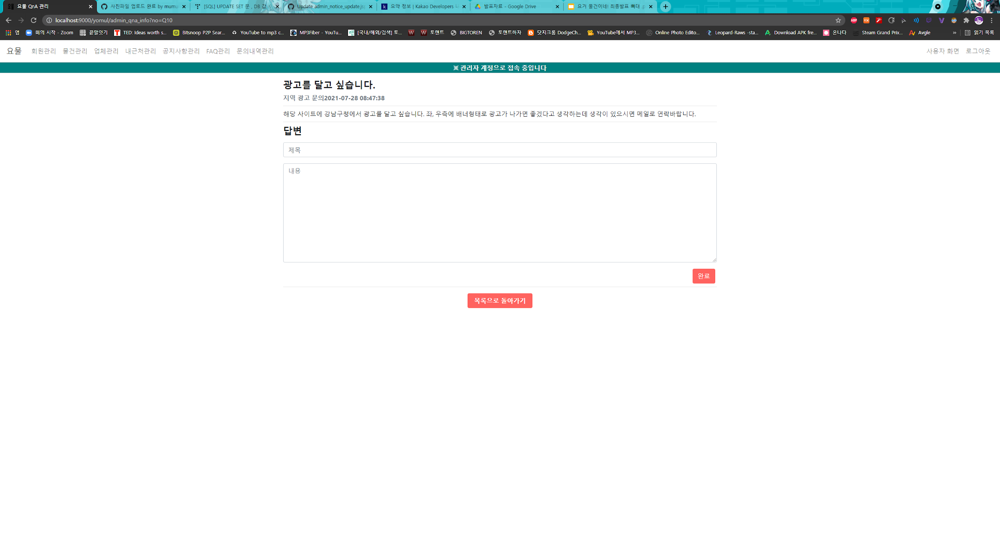 요물 QnA 관리
사진파일 업로드 완료 by mumu
[SQL] UPDATE SET 문 , DB 값
Update admin_notice_update.jsp
요약 정보 | Kakao Developers
발표자료 - Google Drive
요거 물건이네! 최종발표 뼈대 .p
localhost:9000/yomul/admin_qna_info?no=Q10
앱 회의 시작 - Zoom 끝말잇기 TED: Ideas worth s... Bitsnoop P2P Sear... YouTube to mp3 c... MP3Fiber - YouTu... [국내/해외/검색] 토... 토렌트 BIGTOREN 토렌트하자 닷지크롬 DodgeCh... YouTube에서 MP3... Online Photo Edito... Leopard-Raws -sta... Download APK fre... 온나다 Steam Grand Prix... Avgle » 읽기 목록
요물 회원관리 물건관리 업체관리 내근처관리 공지사항관리 FAQ관리 문의내역관리 사용자 화면 로그아웃
※ 관리자 계정으로 접속 중입니다
광고를 달고 싶습니다.
지역 광고 문의2021-07-28 08:47:38
해당 사이트에 강남구청에서 광고를 달고 싶습니다. 좌, 우측에 배너형태로 광고가 나가면 좋겠다고 생각하는데 생각이 있으시면 메일로 연락바랍니다.
답변
제목
내용
완료
목록으로 돌아가기